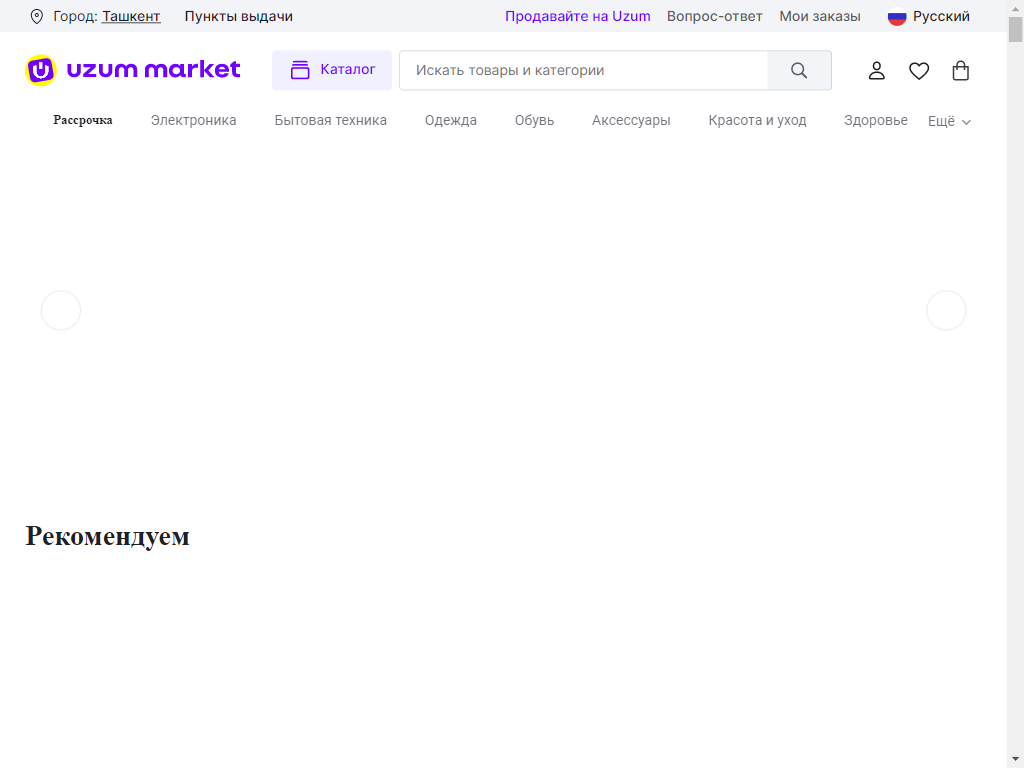 Город: Ташкент Пункты выдачи Продавайте на Uzum Вопрос-ответ Мои заказы Русский
uzum market Каталог Искать товары и категории
Рассрочка Электроника Бытовая техника Одежда Обувь Аксессуары Красота и уход Здоровье Ещё
Рекомендуем